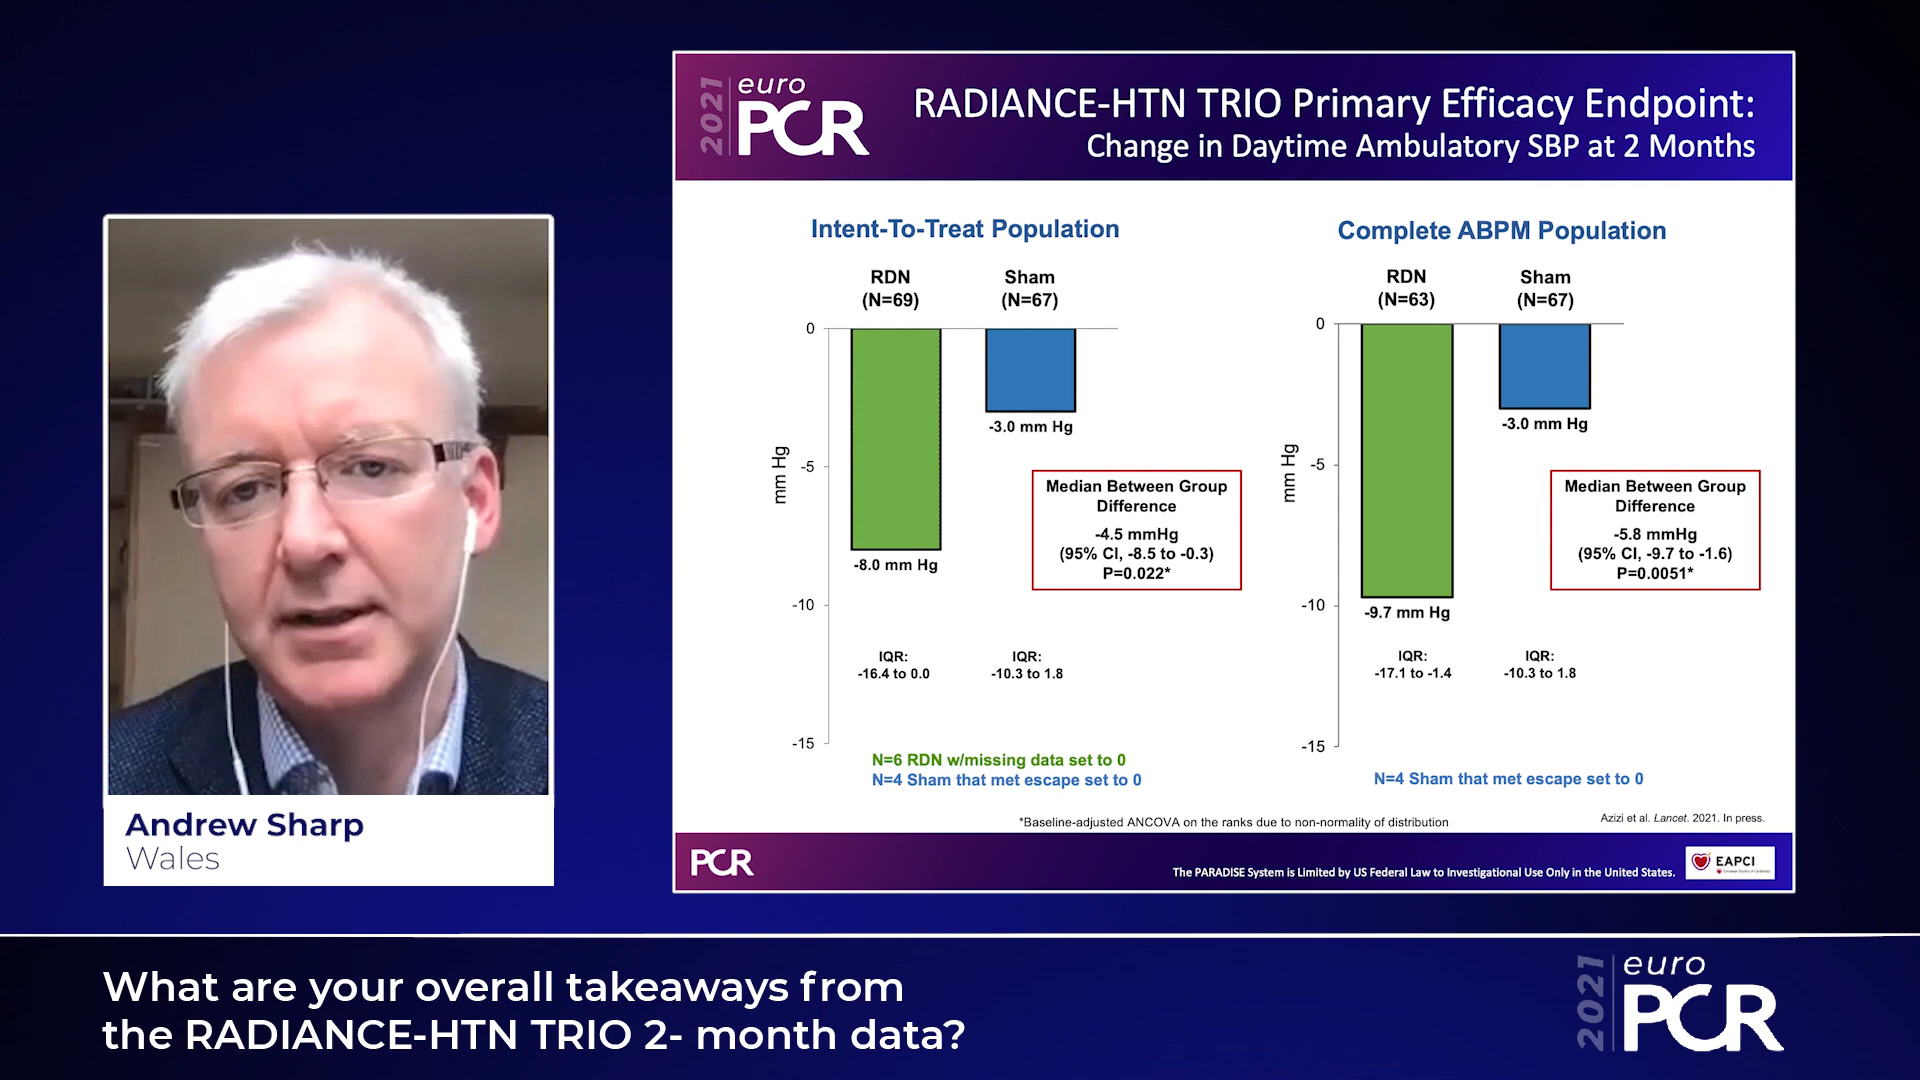 2021 euro
PCR
RADIANCE-HTN TRIO Primary Efficacy Endpoint:
Change in Daytime Ambulatory SBP at 2 Months
Intent-To-Treat Population
RDN
(N=69)
Sham
(N=67)
0
-5
-10
-15
mm Hg
-8.0 mm Hg
-3.0 mm Hg
Median Between Group
Difference
-4.5 mmHg
(95% CI, -8.5 to -0.3)
P=0.022*
IQR:
-16.4 to 0.0
IQR:
-10.3 to 1.8
N=6 RDN w/missing data set to 0
N=4 Sham that met escape set to 0
Complete ABPM Population
RDN
(N=63)
Sham
(N=67)
0
-5
-10
-15
mm Hg
-9.7 mm Hg
-3.0 mm Hg
Median Between Group
Difference
-5.8 mmHg
(95% CI, -9.7 to -1.6)
P=0.0051*
IQR:
-17.1 to -1.4
IQR:
-10.3 to 1.8
N=4 Sham that met escape set to 0
*Baseline-adjusted ANCOVA on the ranks due to non-normality of distribution
Azizi et al. Lancet. 2021. In press.
PCR
The PARADISE System is Limited by US Federal Law to Investigational Use Only in the United States.
EAPCI
Andrew Sharp
Wales
What are your overall takeaways from
the RADIANCE-HTN TRIO 2- month data?
2021 euro
PCR